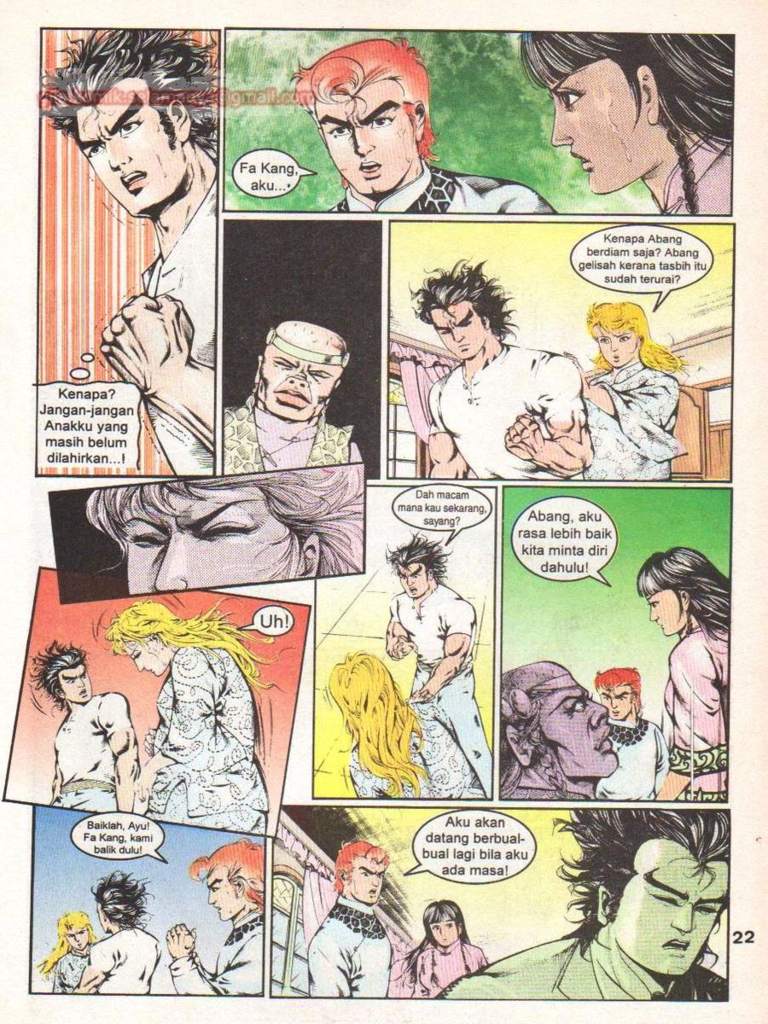 Fa Kang,
aku...
Kenapa?
Jangan-jangan
Anakku yang
masih belum
dilahirkan...!
Kenapa Abang
berdiam saja? Abang
gelisah kerana tasbih itu
sudah terurai?
Uh!
Dah macam
mana kau sekarang,
sayang?
Abang, aku
rasa lebih baik
kita minta diri
dahulu!
Baiklah, Ayu!
Fa Kang, kami
balik dulu!
Aku akan
datang berbual-
bual lagi bila aku
ada masa!
22